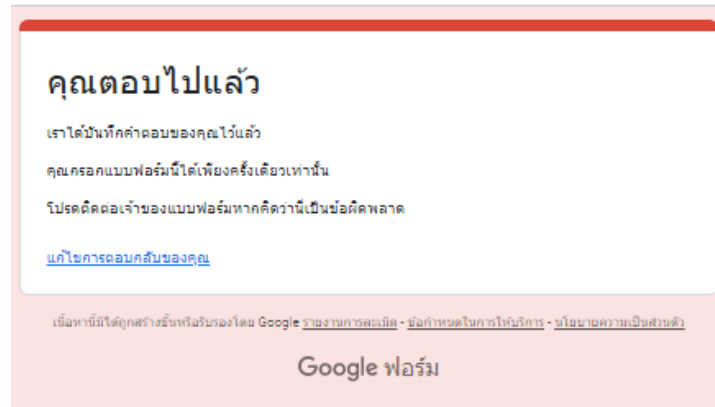 คุณตอบไปแล้ว
เราได้บันทึกคำตอบของคุณไว้แล้ว
คุณกรอกแบบฟอร์มนี้ได้เพียงครั้งเดียวเท่านั้น
โปรดติดต่อเจ้าของแบบฟอร์มหากคิดว่านี่เป็นข้อผิดพลาด
แก้ไขการตอบกลับของคุณ
เนื้อหานี้มิได้ถูกสร้างขึ้นหรือรับรองโดย Google รายงานการละเมิด - ข้อกำหนดในการให้บริการ - นโยบายความเป็นส่วนตัว
Google ฟอร์ม